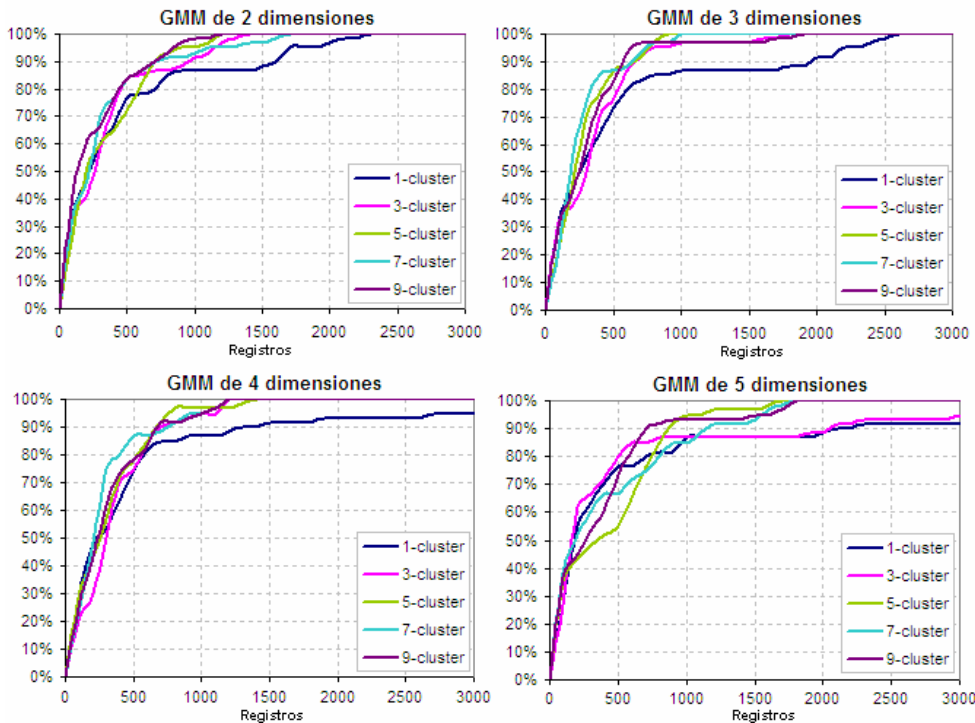 GMM de 2 dimensiones
100%
90%
80%
70%
60%
50%
40%
30%
20%
10%
0%
1-cluster
3-cluster
5-cluster
7-cluster
9-cluster
0 500 1000 1500 2000 2500 3000
Registros
GMM de 3 dimensiones
100%
90%
80%
70%
60%
50%
40%
30%
20%
10%
0%
1-cluster
3-cluster
5-cluster
7-cluster
9-cluster
0 500 1000 1500 2000 2500 3000
Registros
GMM de 4 dimensiones
100%
90%
80%
70%
60%
50%
40%
30%
20%
10%
0%
1-cluster
3-cluster
5-cluster
7-cluster
9-cluster
0 500 1000 1500 2000 2500 3000
Registros
GMM de 5 dimensiones
100%
90%
80%
70%
60%
50%
40%
30%
20%
10%
0%
1-cluster
3-cluster
5-cluster
7-cluster
9-cluster
0 500 1000 1500 2000 2500 3000
Registros